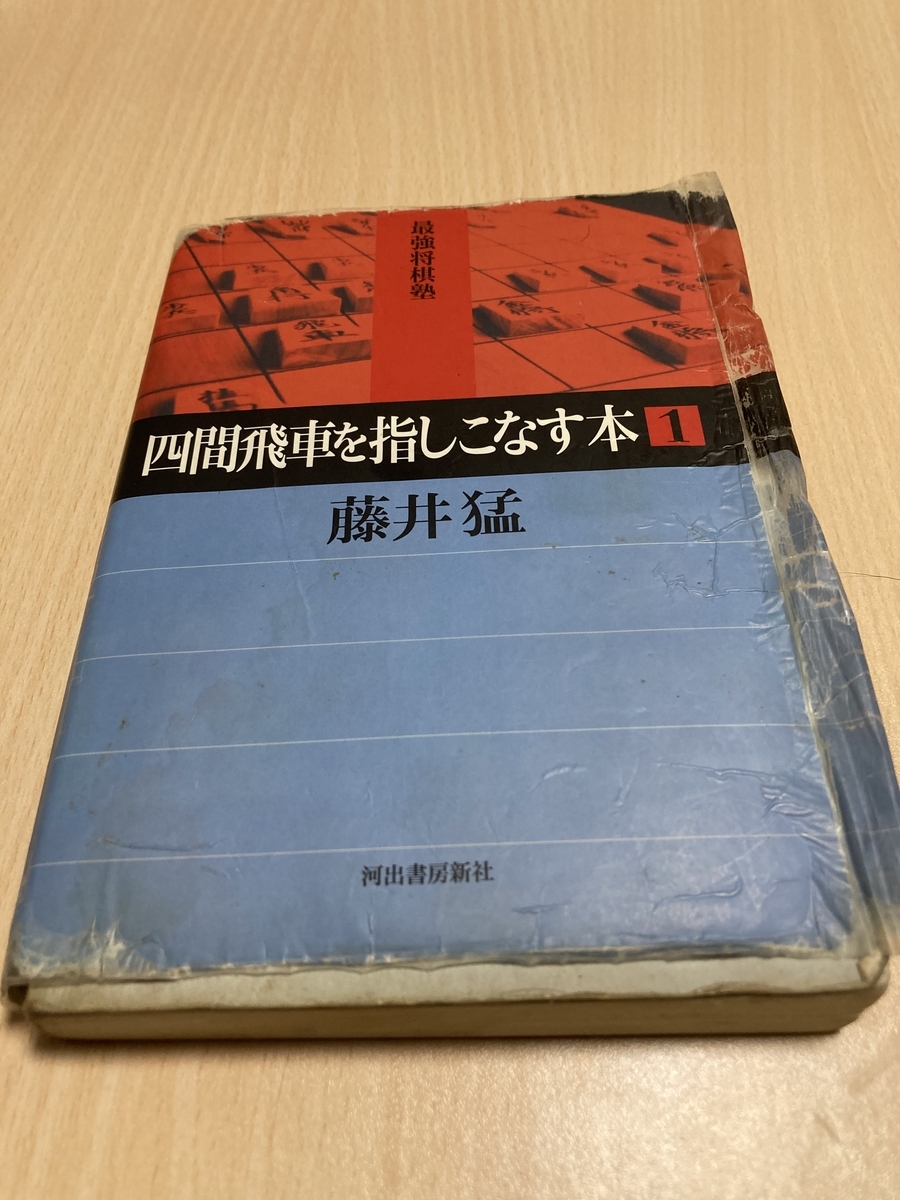 最強将棋塾
四間飛車を指しこなす本 1
藤井猛
河出書房新社